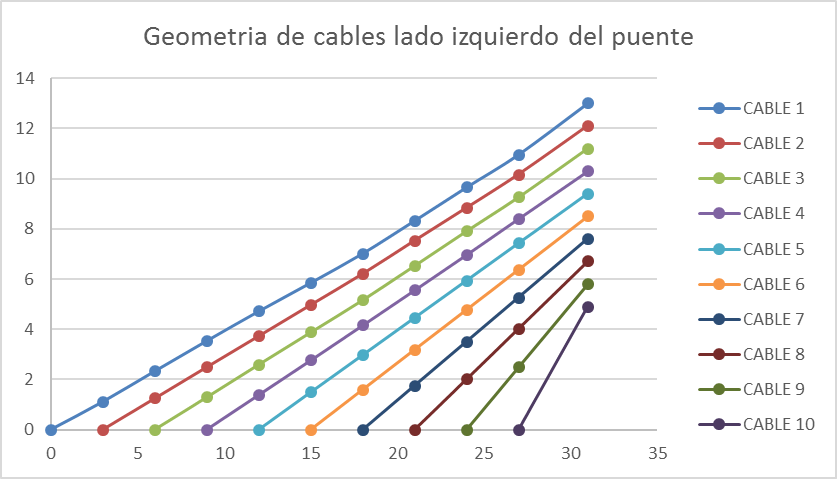 Geometria de cables lado izquierdo del puente
14
12
10
8
6
4
2
0
0 5 10 15 20 25 30 35
CABLE 1
CABLE 2
CABLE 3
CABLE 4
CABLE 5
CABLE 6
CABLE 7
CABLE 8
CABLE 9
CABLE 10